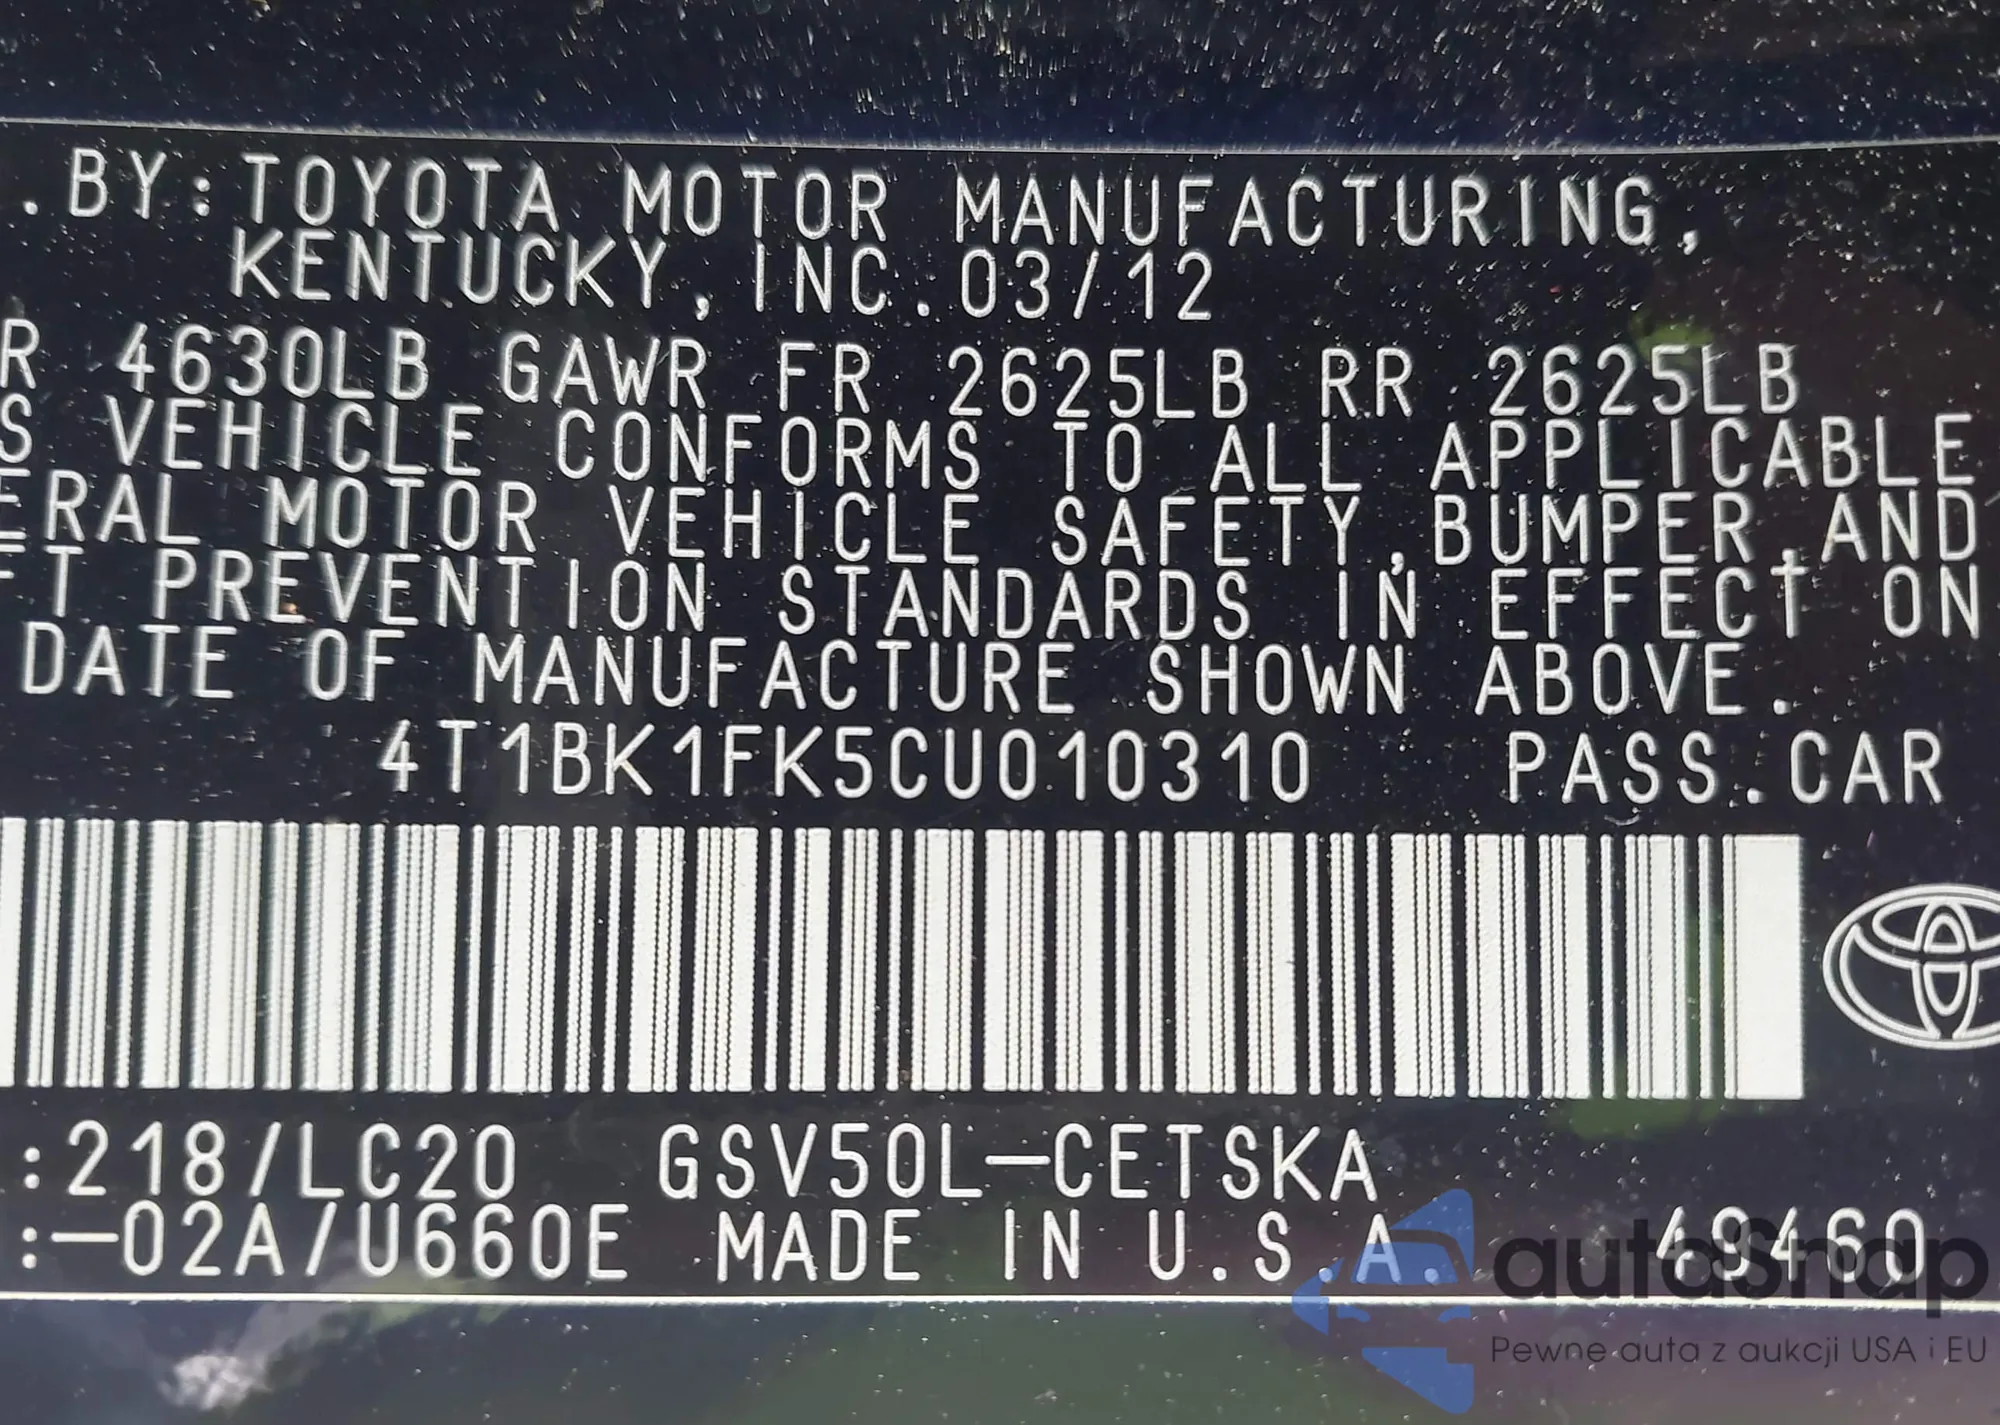 .BY:TOYOTA MOTOR MANUFACTURING,
KENTUCKY, INC. 03/12
R 4630LB GAWR FR 2625LB RR 2625LB
S VEHICLE CONFORMS TO ALL APPLICABLE
ERAL MOTOR VEHICLE SAFETY,BUMPER,AND
FT PREVENTION STANDARDS IN EFFECT ON
DATE OF MANUFACTURE SHOWN ABOVE.
4T1BK1FK5CU010310 PASS.CAR
:218/LC20 GSV50L-CETSKA
:-02A/U660E MADE IN U.S.A 49460
autoSnap
Pewne auta z aukcji USA i EU